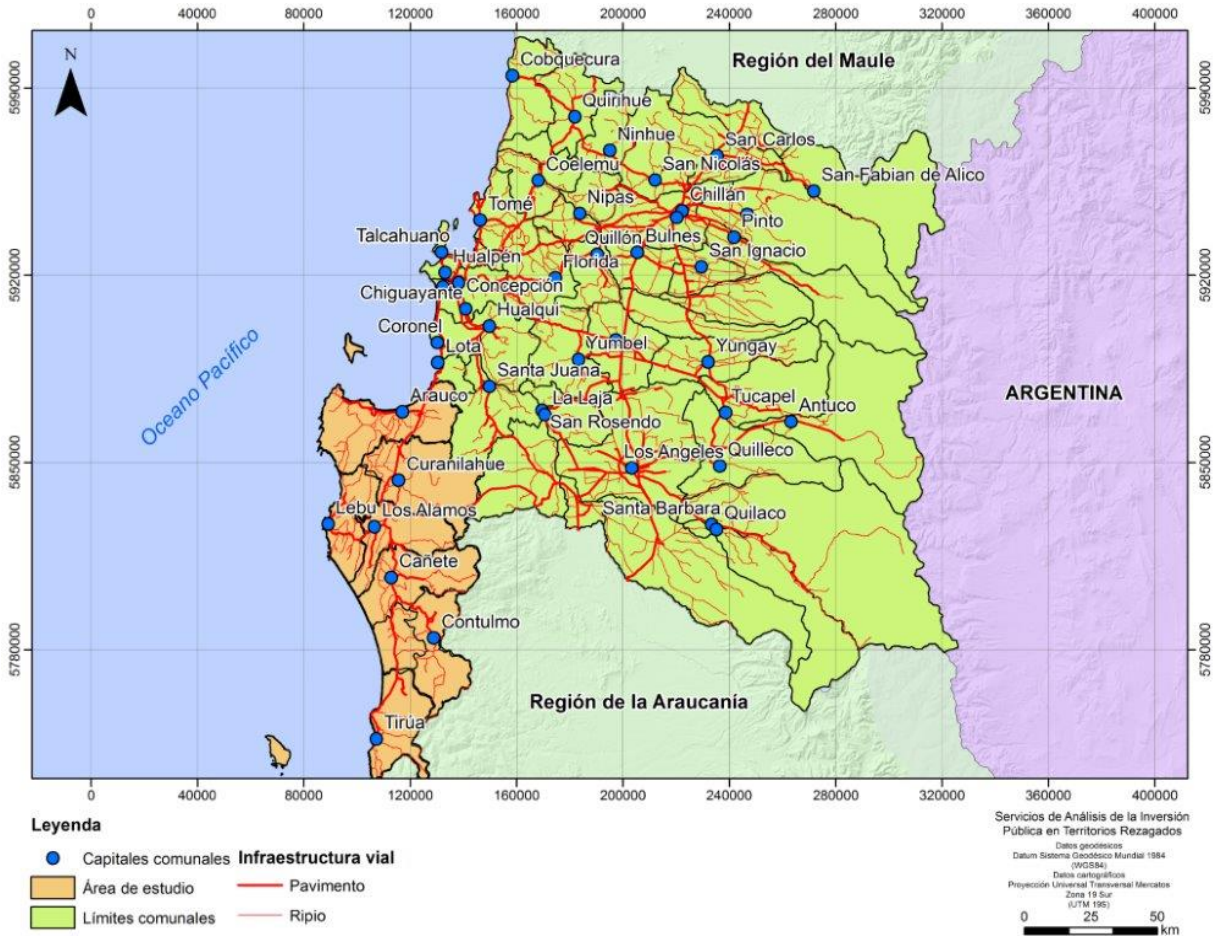 0 40000 80000 120000 160000 200000 240000 280000 320000 360000 400000
N
Región del Maule
Cobquecura
5990000 5990000
Quirihue
Ninhue
San Carlos
Coelemu
San Nicolás
San Fabian de Alico
Ñipas
Chillán
Tomé
Pinto
Talcahuano
Quillón
Bulnes
Hualpén
Florida
San Ignacio
5920000 5920000
Chiguayante
Concepción
Hualqui
Coronel
Lota
Yumbel
Yungay
Santa Juana
Oceano Pacífico
ARGENTINA
Arauco
La Laja
Tucapel
Antuco
San Rosendo
Los Angeles
Quilleco
5850000 5850000
Curanilahue
Lebu
Los Alamos
Santa Barbara
Quilaco
Cañete
Contulmo
5780000 5780000
Región de la Araucanía
Tirúa
0 40000 80000 120000 160000 200000 240000 280000 320000 360000 400000
Leyenda
Capitales comunales
Área de estudio
Límites comunales
Infraestructura vial
Pavimento
Ripio
Servicios de Análisis de la Inversión
Pública en Territorios Rezagados
Datos geodésicos
Datum Sistema Geodésico Mundial 1984
(WGS84)
Datos cartográficos
Proyección Universal Transversal Mercatos
Zona 19 Sur
(UTM 19S)
0 25 50
km